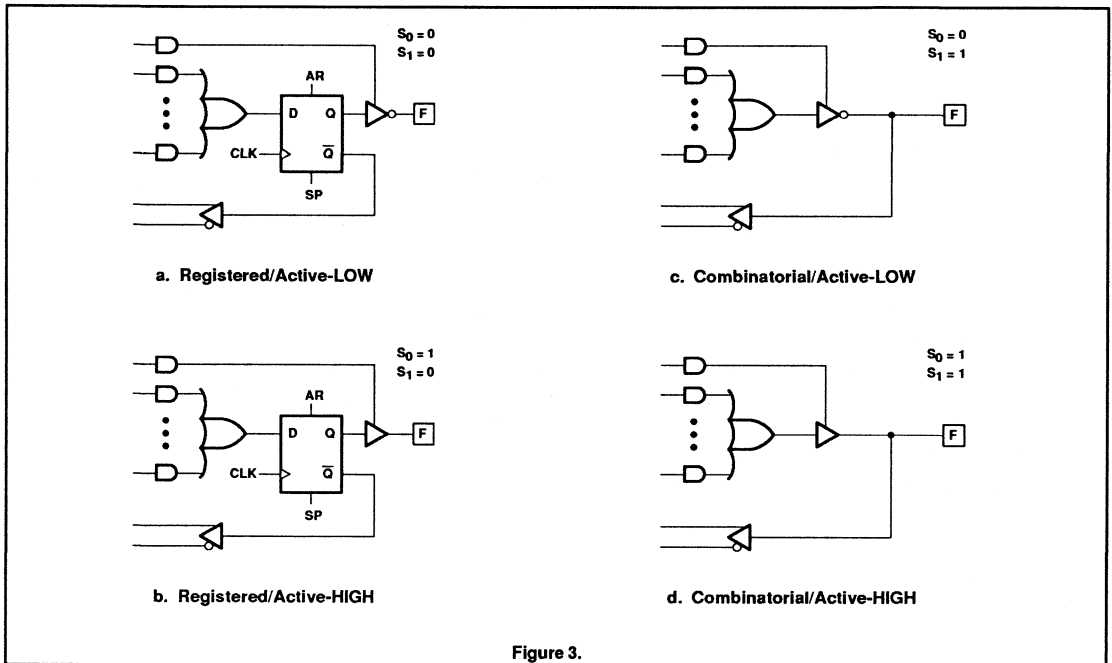 S0 = 0
S1 = 0
AR
D Q
F
CLK
Q̅
SP
a. Registered/Active-LOW
S0 = 0
S1 = 1
F
c. Combinatorial/Active-LOW
S0 = 1
S1 = 0
AR
D Q
F
CLK
Q̅
SP
b. Registered/Active-HIGH
S0 = 1
S1 = 1
F
d. Combinatorial/Active-HIGH
Figure 3.